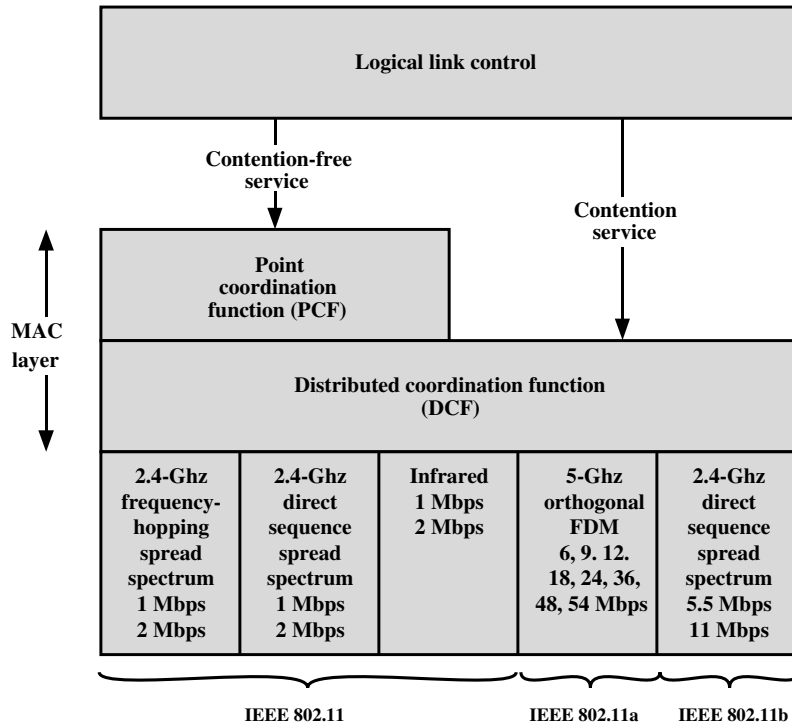 Logical link control
Contention-free
service
Contention
service
Point
coordination
function (PCF)
MAC
layer
Distributed coordination function
(DCF)
2.4-Ghz
frequency-
hopping
spread
spectrum
1 Mbps
2 Mbps
2.4-Ghz
direct
sequence
spread
spectrum
1 Mbps
2 Mbps
Infrared
1 Mbps
2 Mbps
5-Ghz
orthogonal
FDM
6, 9. 12.
18, 24, 36,
48, 54 Mbps
2.4-Ghz
direct
sequence
spread
spectrum
5.5 Mbps
11 Mbps
IEEE 802.11
IEEE 802.11a
IEEE 802.11b